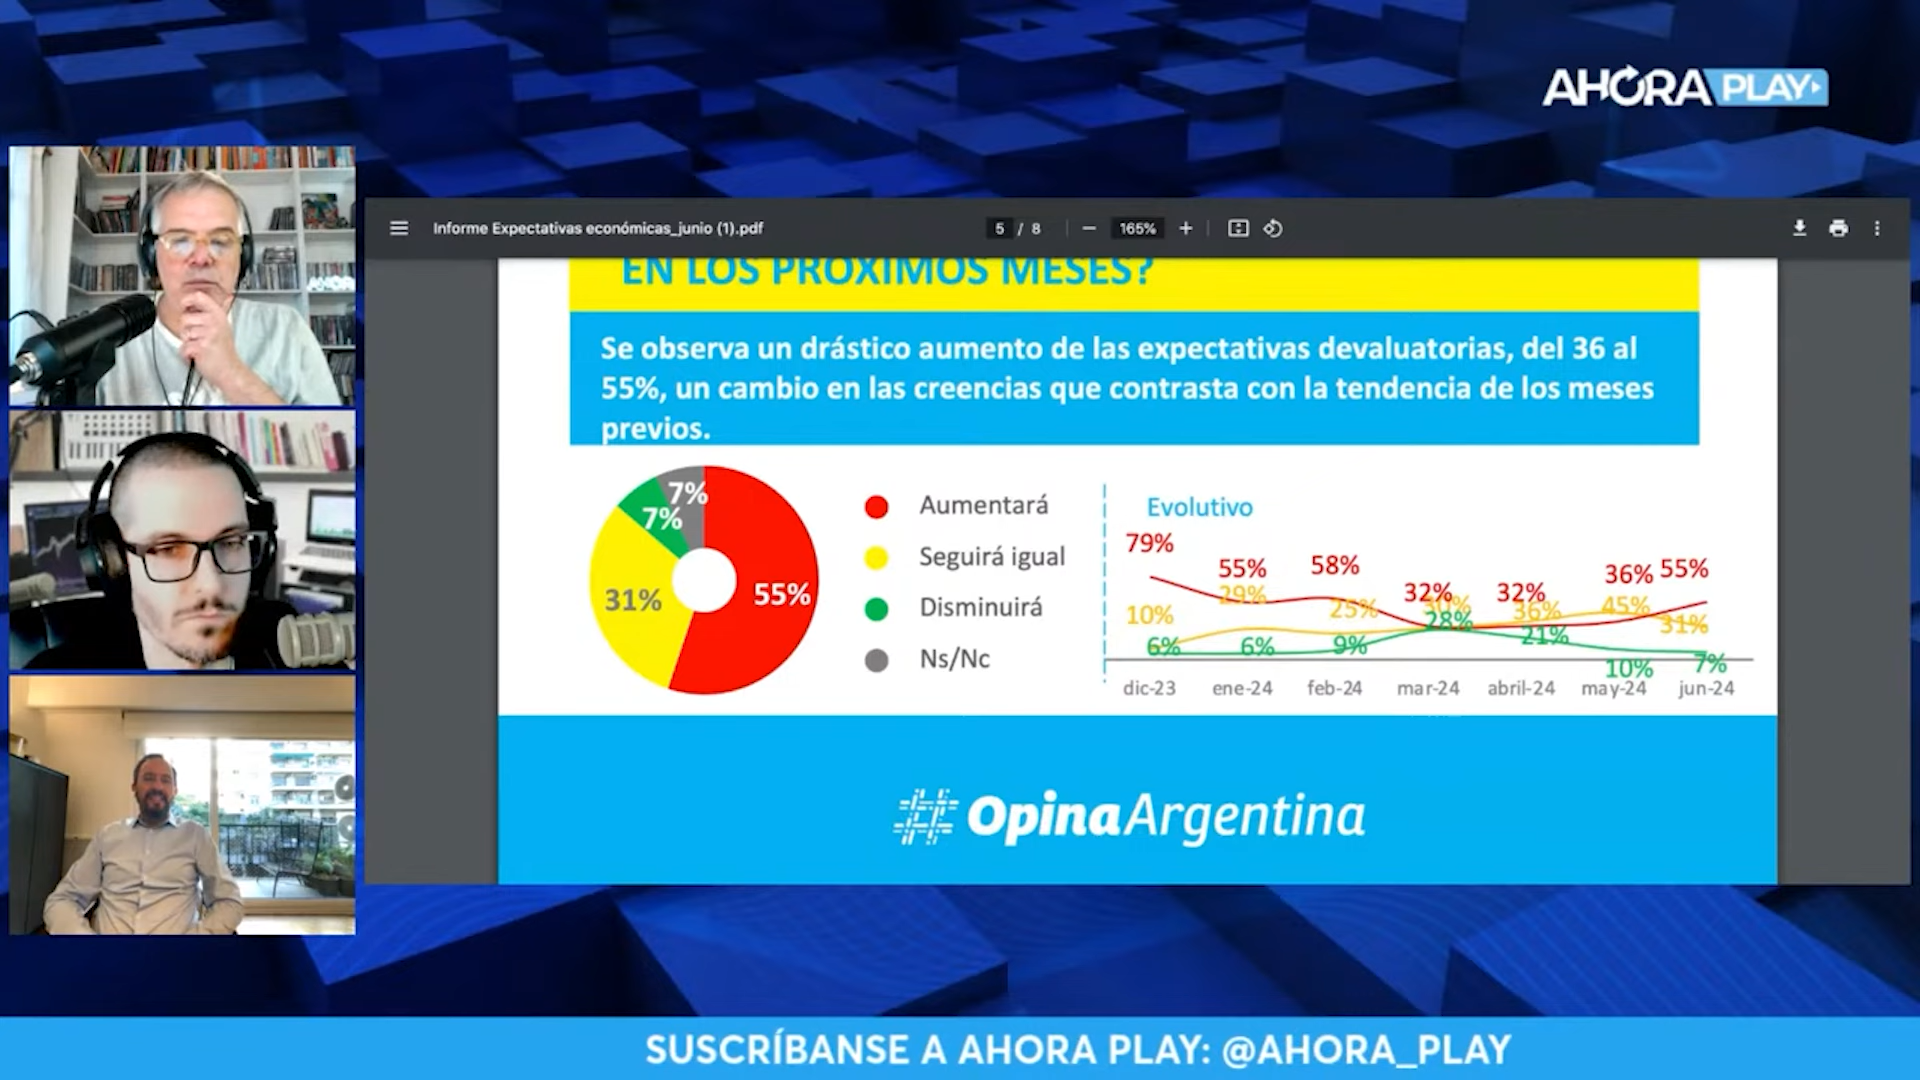 AHORA PLAY
Informe Expectativas económicas_junio (1).pdf
5 / 8
165%
EN LOS PRÓXIMOS MESES?
Se observa un drástico aumento de las expectativas devaluatorias, del 36 al
55%, un cambio en las creencias que contrasta con la tendencia de los meses
previos.
7%
7%
31%
55%
Aumentará
Seguirá igual
Disminuirá
Ns/Nc
Evolutivo
79% 55% 58% 32% 32% 36% 55%
10% 29% 25% 30% 36% 45% 31%
6% 6% 9% 28% 21% 10% 7%
dic-23 ene-24 feb-24 mar-24 abril-24 may-24 jun-24
#OpinaArgentina
SUSCRÍBANSE A AHORA PLAY: @AHORA_PLAY